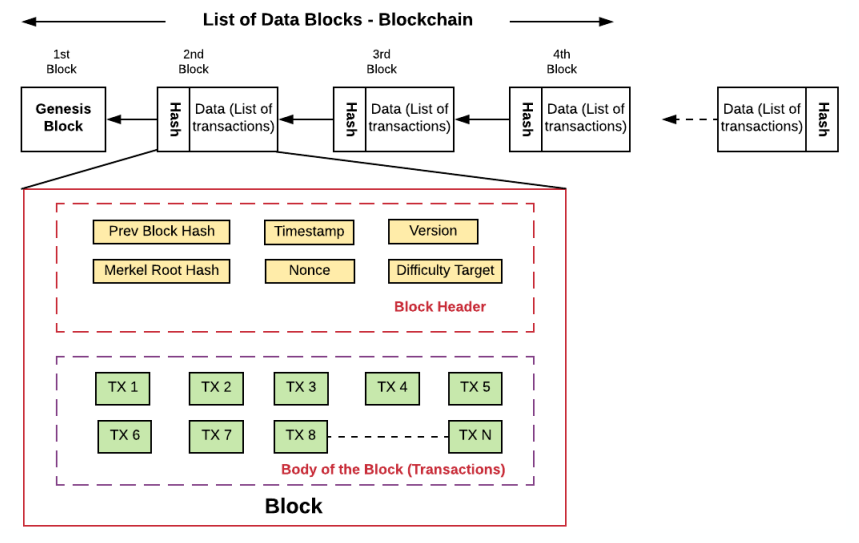 List of Data Blocks - Blockchain
1st
Block
2nd
Block
3rd
Block
4th
Block
Genesis
Block
Hash
Data (List of
transactions)
Hash
Data (List of
transactions)
Hash
Data (List of
transactions)
Data (List of
transactions)
Hash
Prev Block Hash
Timestamp
Version
Merkel Root Hash
Nonce
Difficulty Target
Block Header
TX 1
TX 2
TX 3
TX 4
TX 5
TX 6
TX 7
TX 8
TX N
Body of the Block (Transactions)
Block